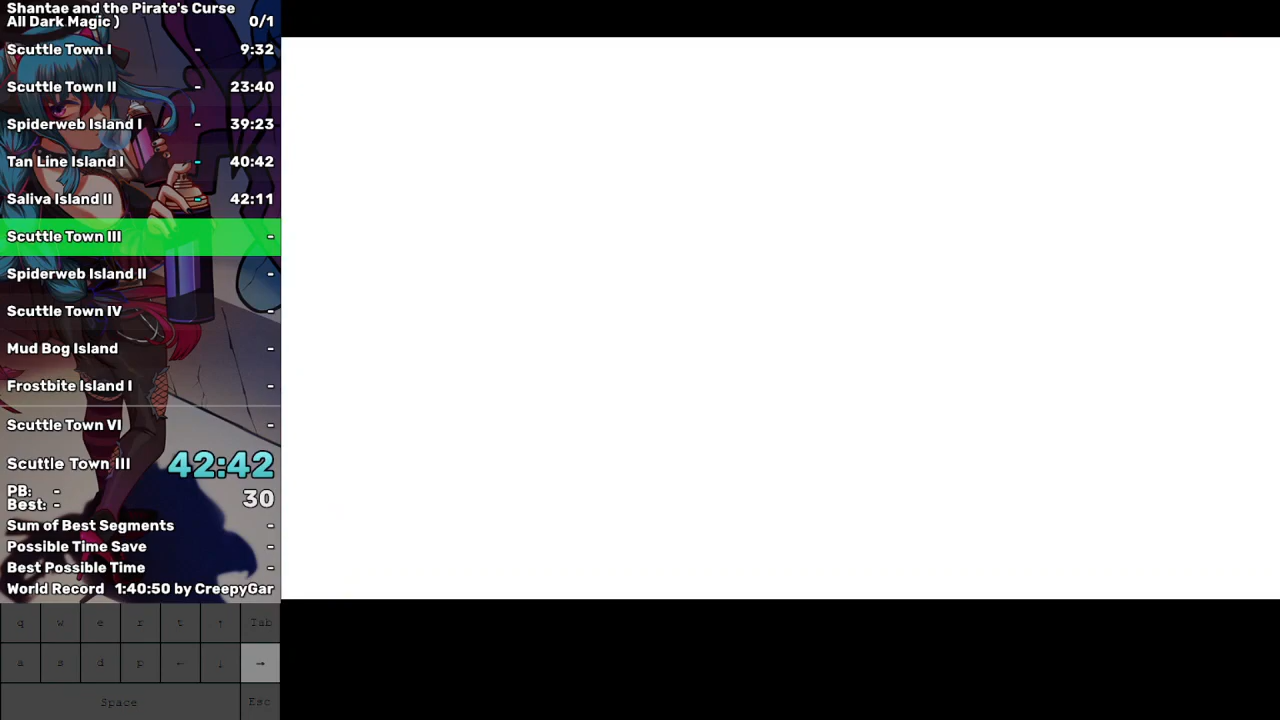 Shantae and the Pirate's Curse
All Dark Magic ) 0/1
Scuttle Town I - 9:32
Scuttle Town II - 23:40
Spiderweb Island I - 39:23
Tan Line Island I - 40:42
Saliva Island II - 42:11
Scuttle Town III -
Spiderweb Island II -
Scuttle Town IV -
Mud Bog Island -
Frostbite Island I -
Scuttle Town VI -
Scuttle Town III 42:42
PB: - 30
Best: -
Sum of Best Segments -
Possible Time Save -
Best Possible Time -
World Record 1:40:50 by CreepyGar
q w e r t ↑ Tab
a s d p ← ↓ →
Space Esc